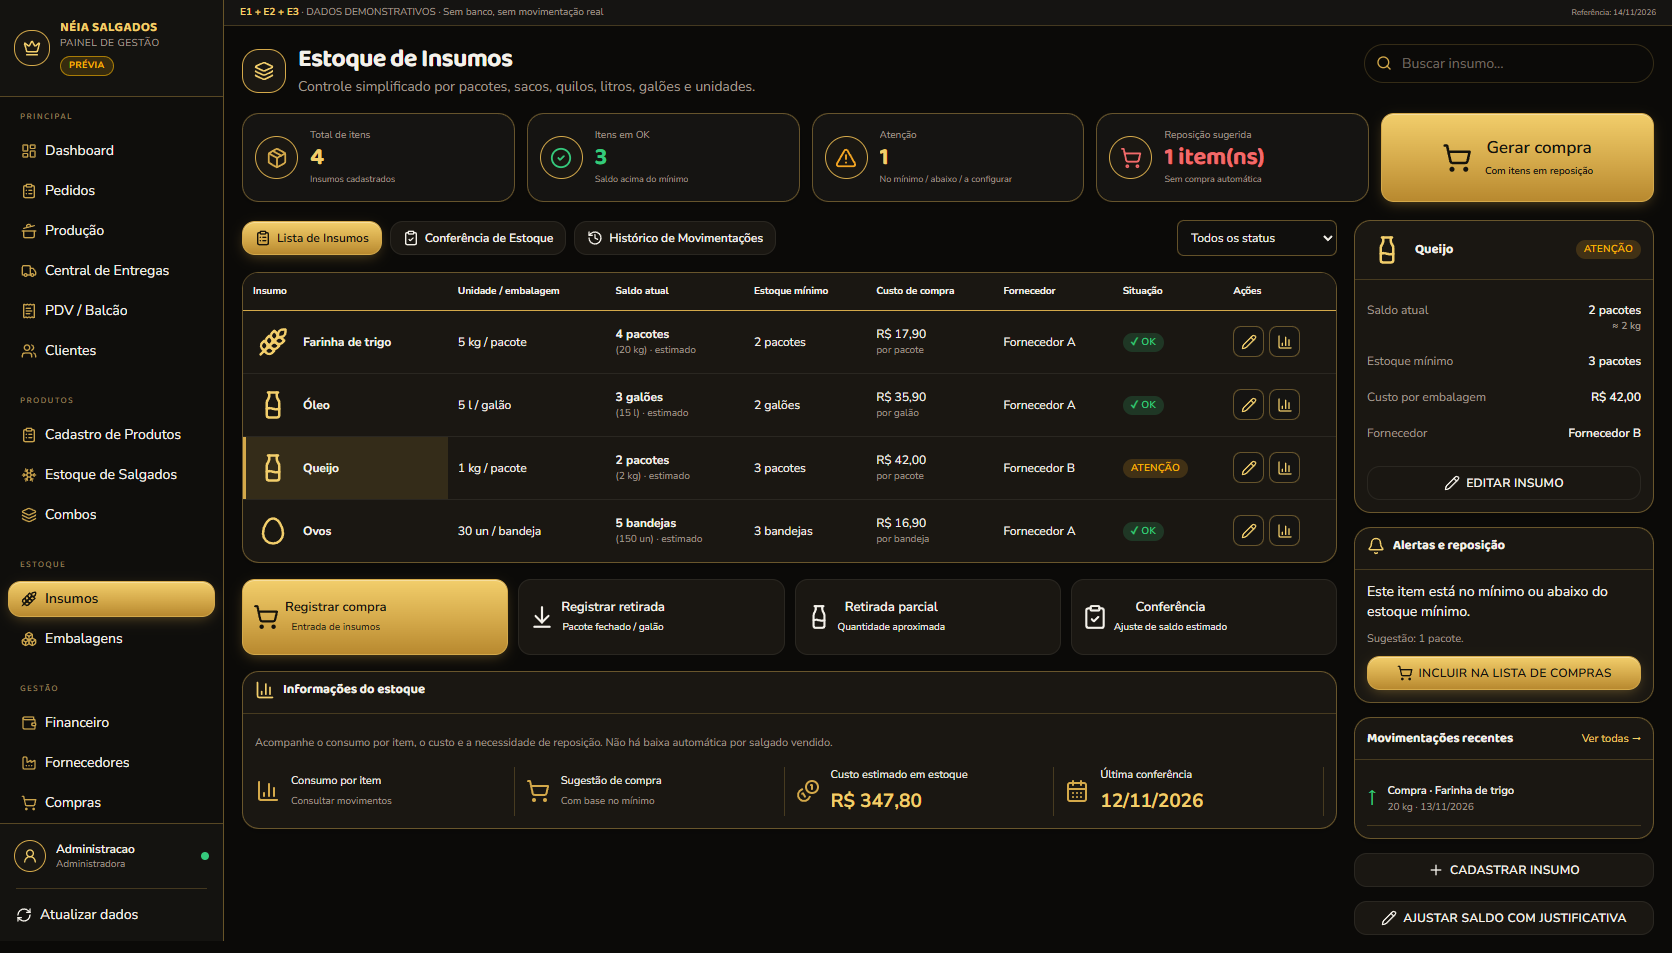 NÉIA SALGADOS
PAINEL DE GESTÃO
PRÉVIA
PRINCIPAL
Dashboard
Pedidos
Produção
Central de Entregas
PDV / Balcão
Clientes
PRODUTOS
Cadastro de Produtos
Estoque de Salgados
Combos
ESTOQUE
Insumos
Embalagens
GESTÃO
Financeiro
Fornecedores
Compras
Administracao
Administradora
Atualizar dados
E1 + E2 + E3 · DADOS DEMONSTRATIVOS · Sem banco, sem movimentação real
Referência: 14/11/2026
Estoque de Insumos
Controle simplificado por pacotes, sacos, quilos, litros, galões e unidades.
Buscar insumo...
Total de itens
4
Insumos cadastrados
Itens em OK
3
Saldo acima do mínimo
Atenção
1
No mínimo / abaixo / a configurar
Reposição sugerida
1 item(ns)
Sem compra automática
Gerar compra
Com itens em reposição
Lista de Insumos
Conferência de Estoque
Histórico de Movimentações
Todos os status
Insumo Unidade / embalagem Saldo atual Estoque mínimo Custo de compra Fornecedor Situação Ações
Farinha de trigo 5 kg / pacote 4 pacotes 2 pacotes R$ 17,90 Fornecedor A ✓ OK
(20 kg) · estimado por pacote
Óleo 5 l / galão 3 galões 2 galões R$ 35,90 Fornecedor A ✓ OK
(15 l) · estimado por galão
Queijo 1 kg / pacote 2 pacotes 3 pacotes R$ 42,00 Fornecedor B ATENÇÃO
(2 kg) · estimado por pacote
Ovos 30 un / bandeja 5 bandejas 3 bandejas R$ 16,90 Fornecedor A ✓ OK
(150 un) · estimado por bandeja
Registrar compra
Entrada de insumos
Registrar retirada
Pacote fechado / galão
Retirada parcial
Quantidade aproximada
Conferência
Ajuste de saldo estimado
Informações do estoque
Acompanhe o consumo por item, o custo e a necessidade de reposição. Não há baixa automática por salgado vendido.
Consumo por item
Consultar movimentos
Sugestão de compra
Com base no mínimo
Custo estimado em estoque
R$ 347,80
Última conferência
12/11/2026
Queijo ATENÇÃO
Saldo atual 2 pacotes
≈ 2 kg
Estoque mínimo 3 pacotes
Custo por embalagem R$ 42,00
Fornecedor Fornecedor B
EDITAR INSUMO
Alertas e reposição
Este item está no mínimo ou abaixo do
estoque mínimo.
Sugestão: 1 pacote.
INCLUIR NA LISTA DE COMPRAS
Movimentações recentes Ver todas →
↑ Compra · Farinha de trigo
20 kg · 13/11/2026
+ CADASTRAR INSUMO
AJUSTAR SALDO COM JUSTIFICATIVA